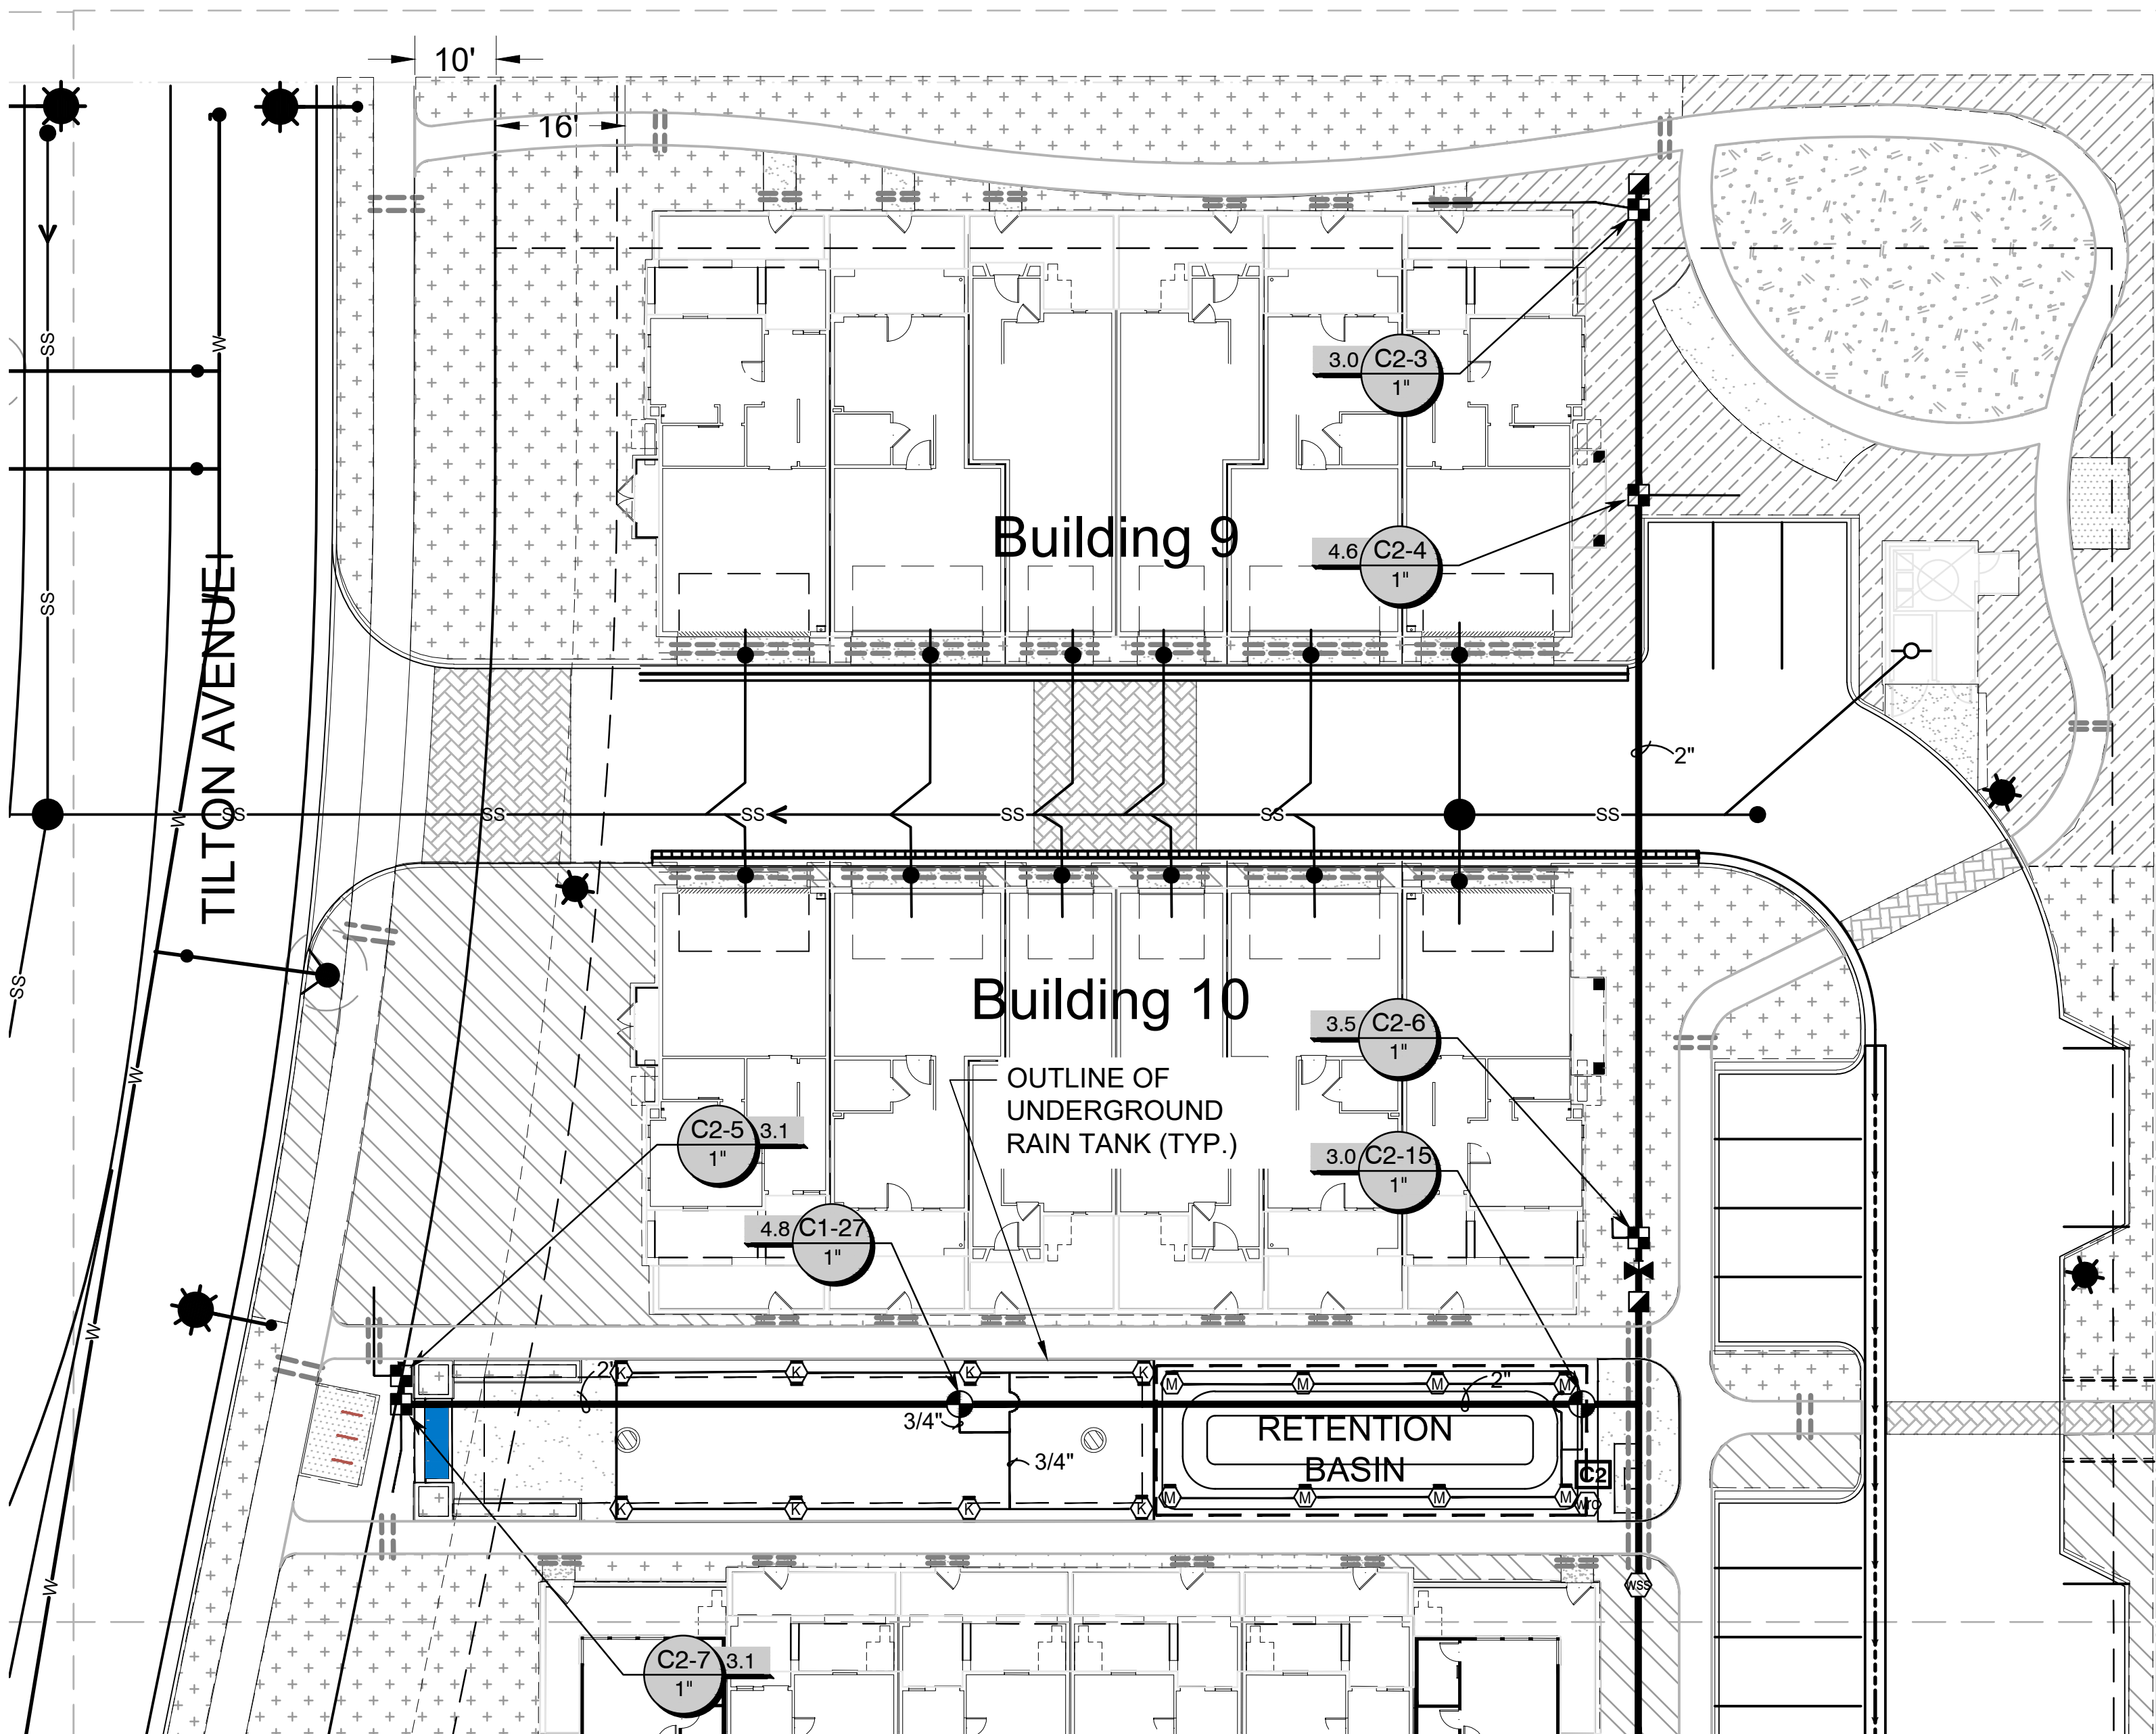 10'
16'
SS
W
3.0 C2-3
1"
Building 9
4.6 C2-4
1"
SS
W
TILTON AVENUE
2"
W
SS
SS
SS
SS
SS
SS
SS
Building 10
3.5 C2-6
1"
W
OUTLINE OF
UNDERGROUND
RAIN TANK (TYP.)
C2-5 3.1
1"
3.0 C2-15
1"
4.8 C1-27
1"
W
2"
K K K K
M M M M
2"
3/4"
RETENTION
BASIN
3/4"
C2
K K K K
M M M M
WSS
W
C2-7 3.1
1"